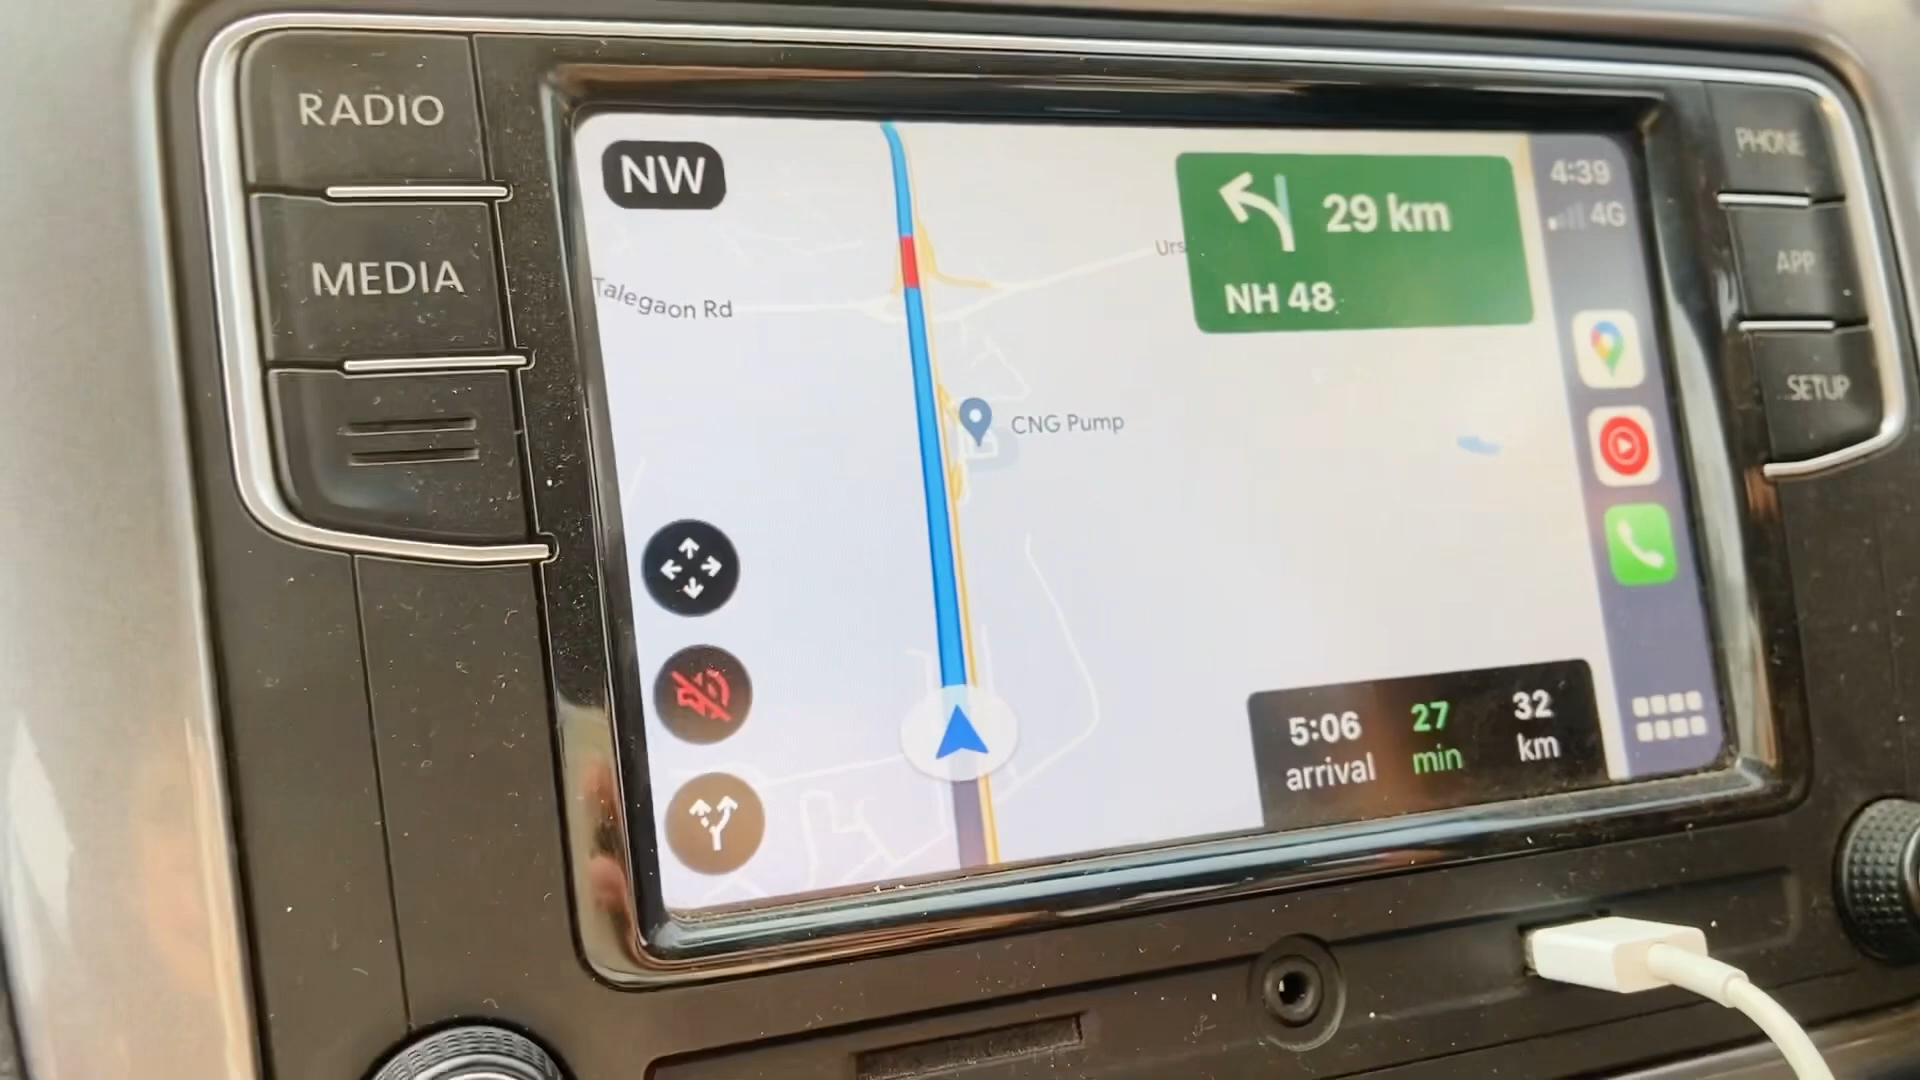 RADIO
MEDIA
NW
Talegaon Rd
Urs
CNG Pump
29 km
NH 48
4:39
4G
5:06
arrival
27
min
32
km
PHONE
APP
SETUP